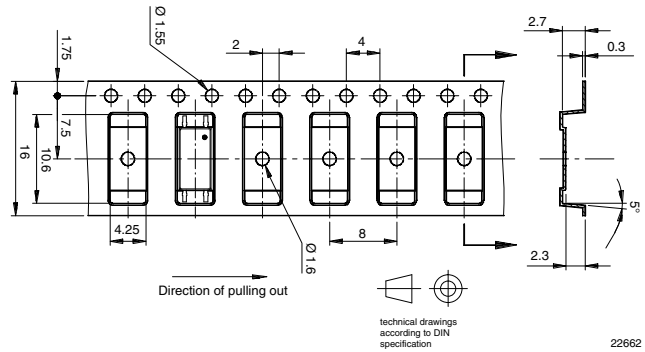 1.75
Ø 1.55
2
4
2.7
0.3
7.5
16
10.6
4.25
Ø 1.6
8
5°
2.3
Direction of pulling out
technical drawings
according to DIN
specification
22662